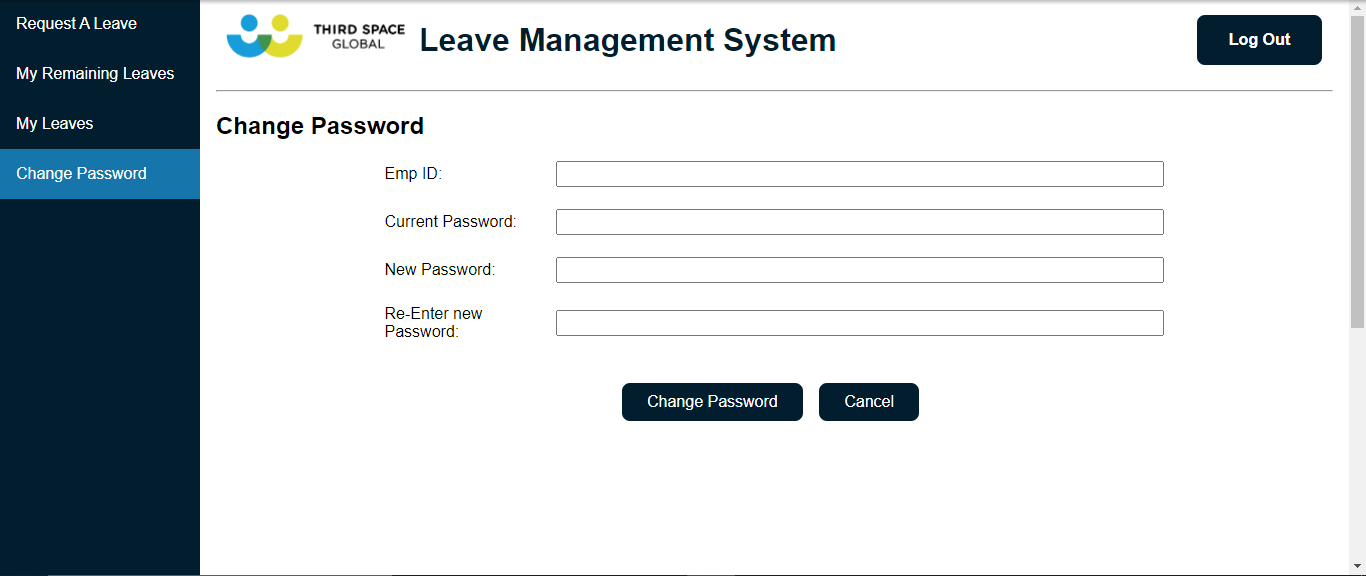 Request A Leave
My Remaining Leaves
My Leaves
Change Password
THIRD SPACE
GLOBAL
Leave Management System
Log Out
Change Password
Emp ID:
Current Password:
New Password:
Re-Enter new
Password:
Change Password
Cancel